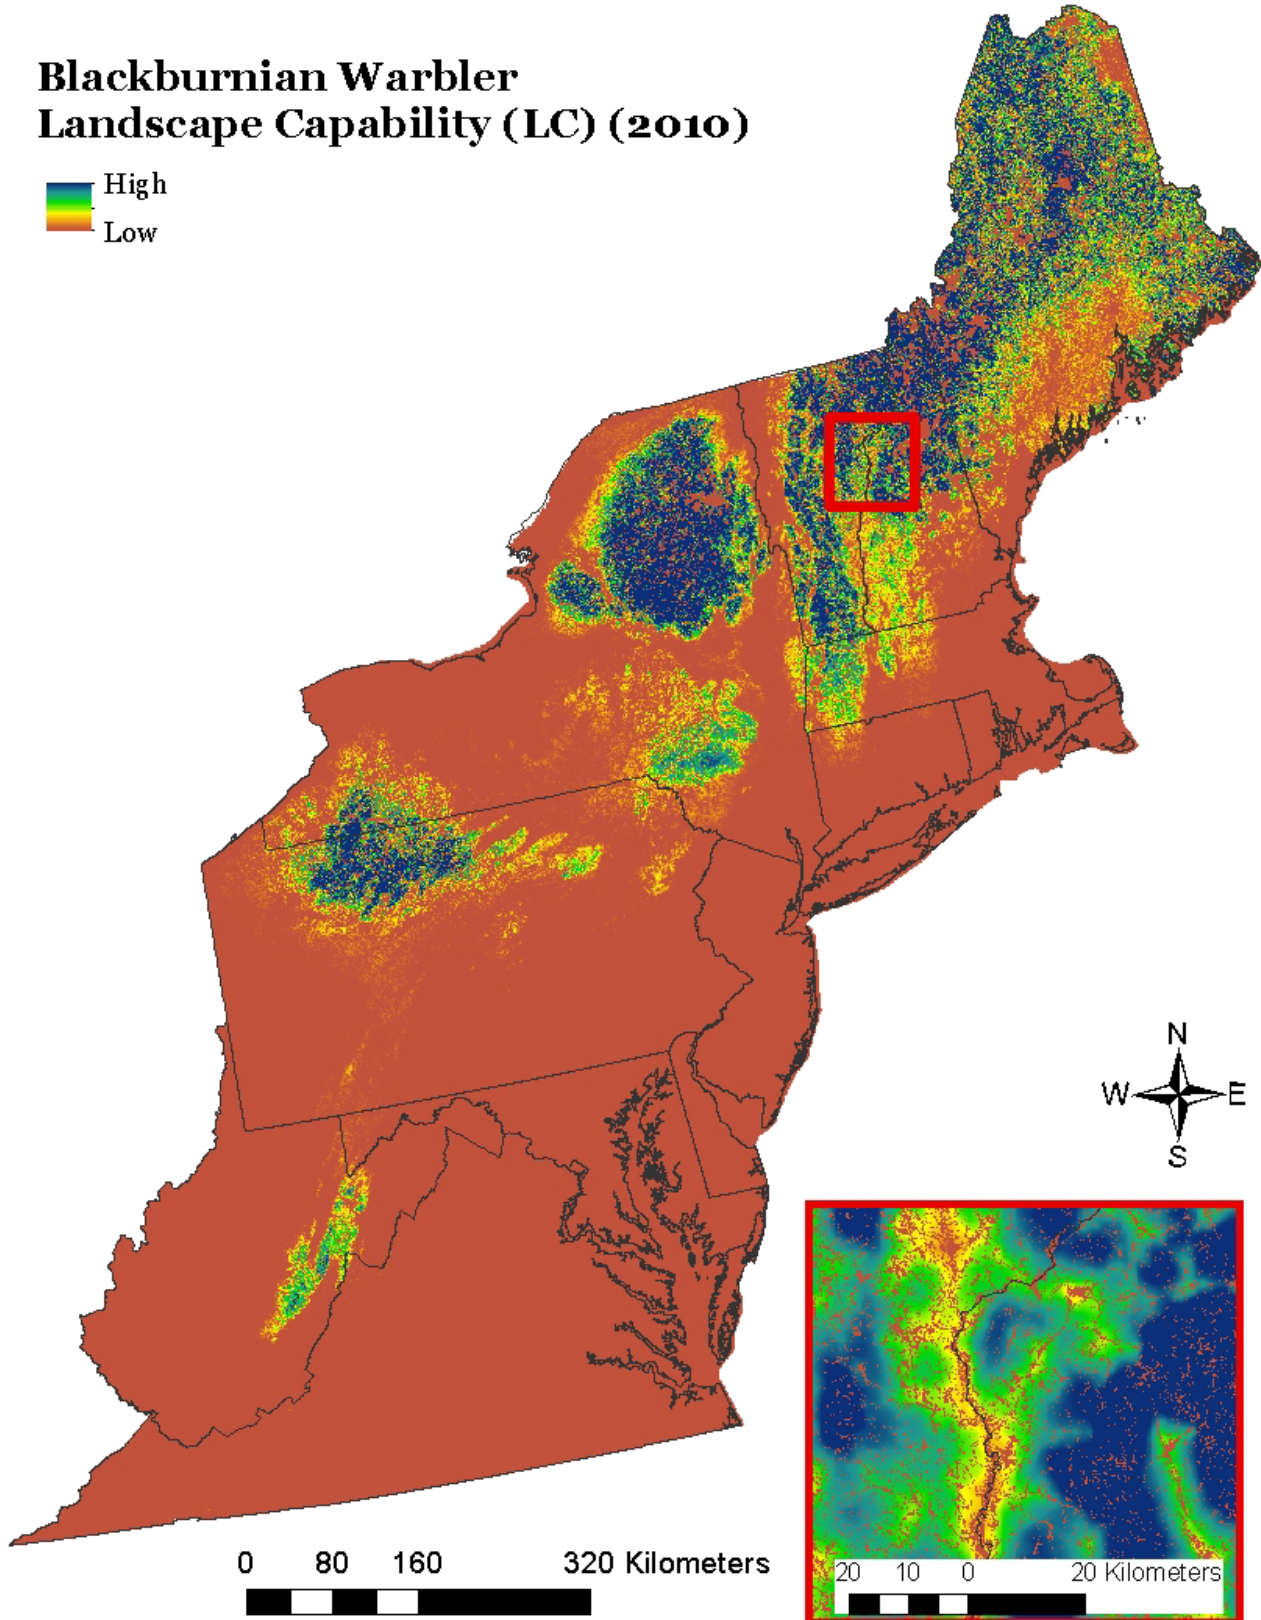 Blackburnian Warbler
Landscape Capability (LC) (2010)
High
Low
N
W E
S
0 80 160 320 Kilometers
20 10 0 20 Kilometers